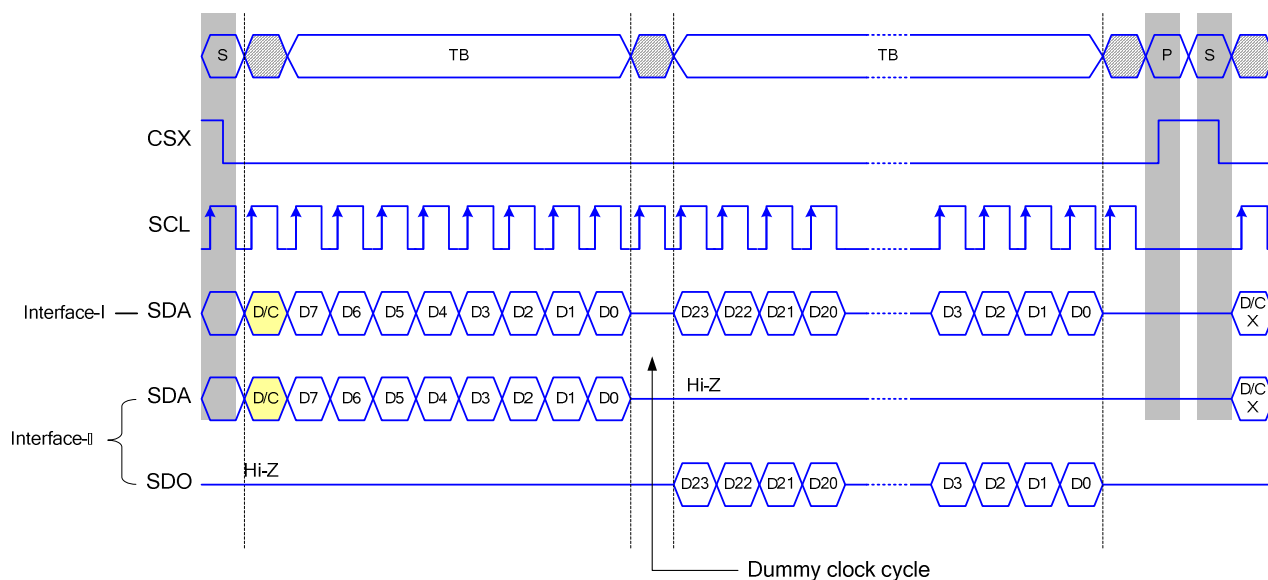 S TB TB P S
CSX
SCL
Interface-I SDA D/C D7 D6 D5 D4 D3 D2 D1 D0 D23 D22 D21 D20 D3 D2 D1 D0 D/C X
SDA D/C D7 D6 D5 D4 D3 D2 D1 D0 Hi-Z D/C X
Interface-
SDO Hi-Z D23 D22 D21 D20 D3 D2 D1 D0
Dummy clock cycle